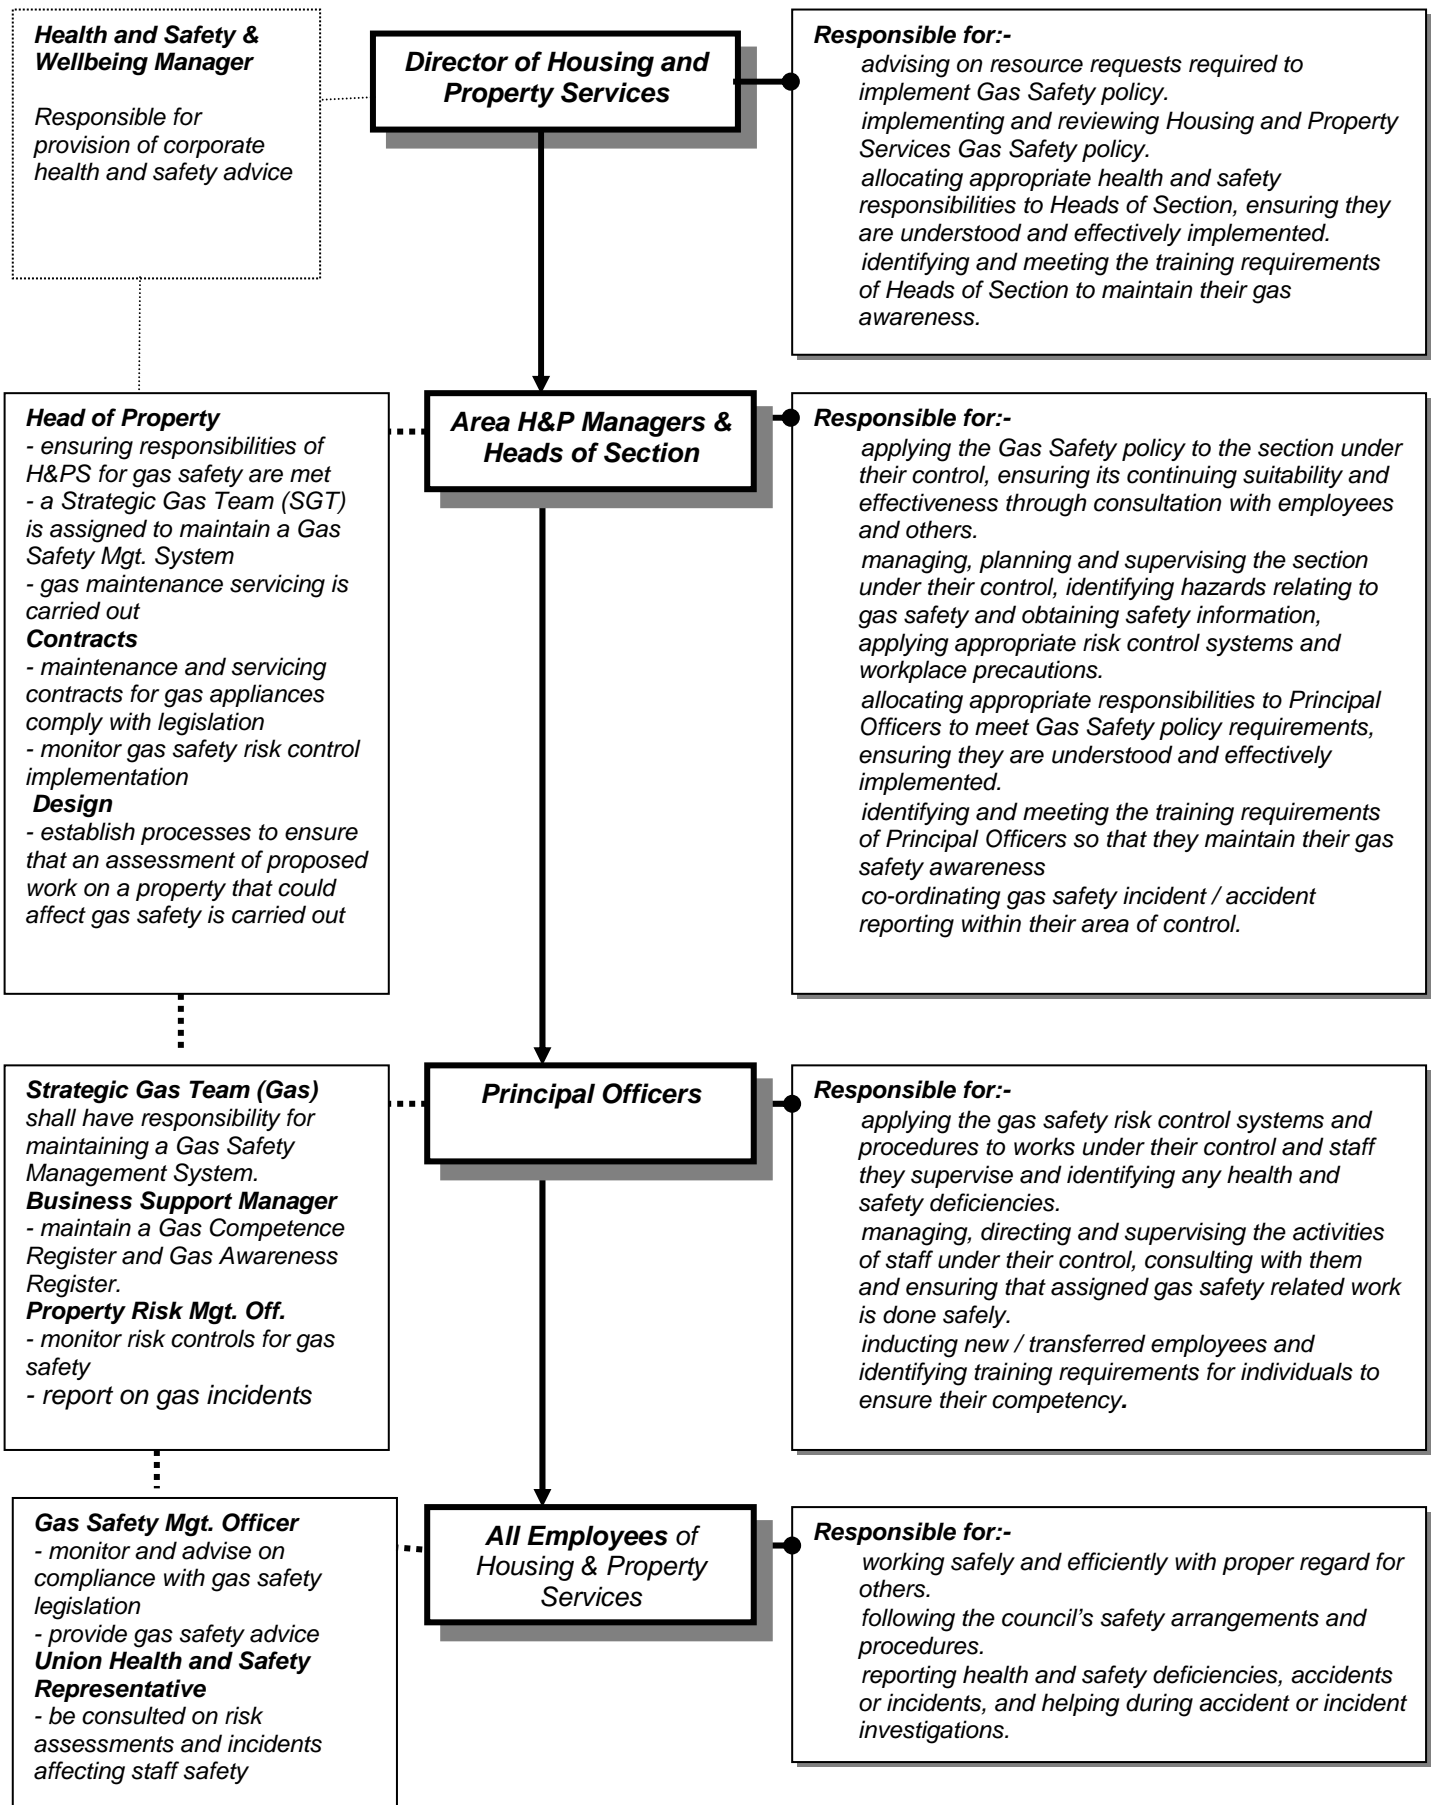 Health and Safety &
Wellbeing Manager
Responsible for
provision of corporate
health and safety advice
Director of Housing and
Property Services
Responsible for:-
advising on resource requests required to
implement Gas Safety policy.
implementing and reviewing Housing and Property
Services Gas Safety policy.
allocating appropriate health and safety
responsibilities to Heads of Section, ensuring they
are understood and effectively implemented.
identifying and meeting the training requirements
of Heads of Section to maintain their gas
awareness.
Head of Property
- ensuring responsibilities of
H&PS for gas safety are met
- a Strategic Gas Team (SGT)
is assigned to maintain a Gas
Safety Mgt. System
- gas maintenance servicing is
carried out
Contracts
- maintenance and servicing
contracts for gas appliances
comply with legislation
- monitor gas safety risk control
implementation
Design
- establish processes to ensure
that an assessment of proposed
work on a property that could
affect gas safety is carried out
Area H&P Managers &
Heads of Section
Responsible for:-
applying the Gas Safety policy to the section under
their control, ensuring its continuing suitability and
effectiveness through consultation with employees
and others.
managing, planning and supervising the section
under their control, identifying hazards relating to
gas safety and obtaining safety information,
applying appropriate risk control systems and
workplace precautions.
allocating appropriate responsibilities to Principal
Officers to meet Gas Safety policy requirements,
ensuring they are understood and effectively
implemented.
identifying and meeting the training requirements
of Principal Officers so that they maintain their gas
safety awareness
co-ordinating gas safety incident / accident
reporting within their area of control.
Strategic Gas Team (Gas)
shall have responsibility for
maintaining a Gas Safety
Management System.
Business Support Manager
- maintain a Gas Competence
Register and Gas Awareness
Register.
Property Risk Mgt. Off.
- monitor risk controls for gas
safety
- report on gas incidents
Principal Officers
Responsible for:-
applying the gas safety risk control systems and
procedures to works under their control and staff
they supervise and identifying any health and
safety deficiencies.
managing, directing and supervising the activities
of staff under their control, consulting with them
and ensuring that assigned gas safety related work
is done safely.
inducting new / transferred employees and
identifying training requirements for individuals to
ensure their competency.
Gas Safety Mgt. Officer
- monitor and advise on
compliance with gas safety
legislation
- provide gas safety advice
Union Health and Safety
Representative
- be consulted on risk
assessments and incidents
affecting staff safety
All Employees of
Housing & Property
Services
Responsible for:-
working safely and efficiently with proper regard for
others.
following the council's safety arrangements and
procedures.
reporting health and safety deficiencies, accidents
or incidents, and helping during accident or incident
investigations.